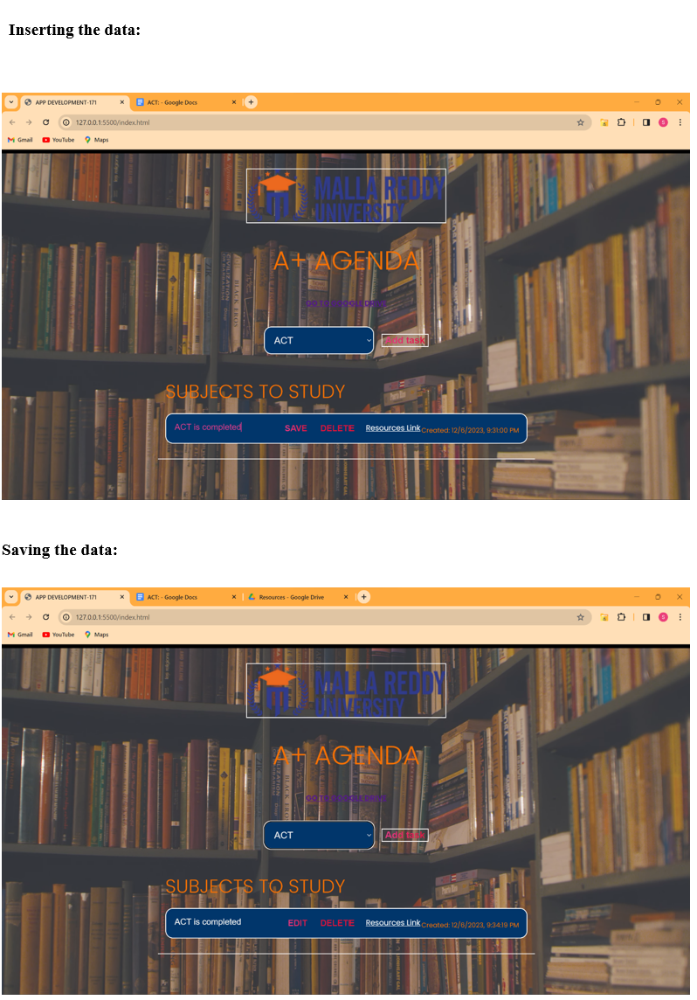 Inserting the data:
APP DEVELOPMENT-171
ACT: - Google Docs
127.0.0.1:5500/index.html
S
Gmail YouTube Maps
MALLA REDDY
UNIVERSITY
A+ AGENDA
GO TO GOOGLE DRIVE
ACT Add task
SUBJECTS TO STUDY
ACT is completed SAVE DELETE Resources Link Created: 12/6/2023, 9:31:00 PM
Saving the data:
APP DEVELOPMENT-171
ACT: - Google Docs
Resources - Google Drive
127.0.0.1:5500/index.html
S
Gmail YouTube Maps
MALLA REDDY
UNIVERSITY
A+ AGENDA
GO TO GOOGLE DRIVE
ACT Add task
SUBJECTS TO STUDY
ACT is completed EDIT DELETE Resources Link Created: 12/6/2023, 9:34:19 PM